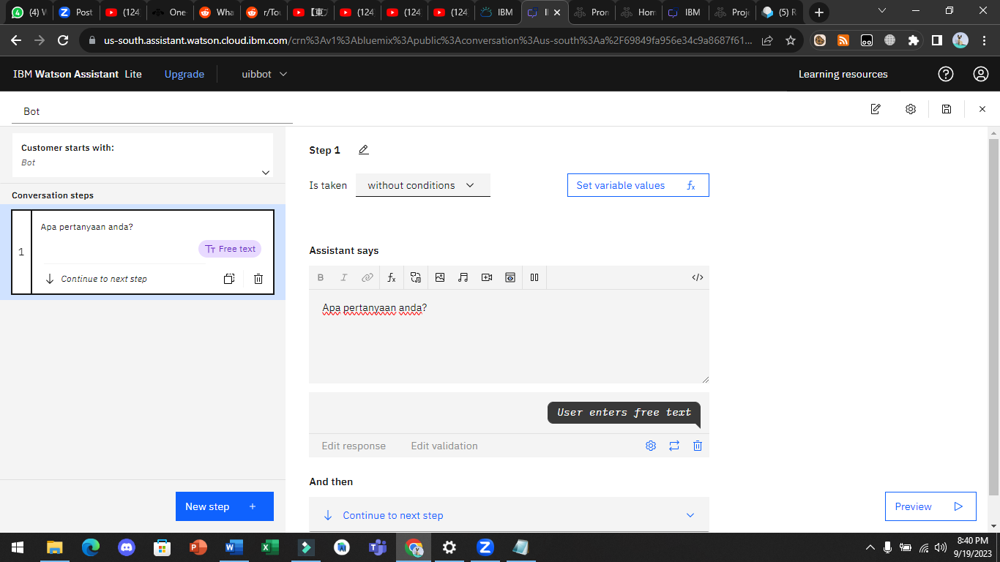 (4) W
Post
(124
One
Wha
r/Tou
(124
(124
(124
IBM
Pron
Hom
IBM
Proje
(5) R
us-south.assistant.watson.cloud.ibm.com/crn%3Av1%3Abluemix%3Apublic%3Aconversation%3Aus-south%3Aa%2F69849fa956e34c9a8687f61...
IBM Watson Assistant Lite Upgrade uibbot Learning resources
Bot
Customer starts with:
Bot
Conversation steps
1
Apa pertanyaan anda?
Free text
Continue to next step
New step +
Step 1
Is taken without conditions Set variable values fx
Assistant says
B I fx </>
Apa pertanyaan anda?
User enters free text
Edit response Edit validation
And then
Continue to next step
Preview
8:40 PM
9/19/2023